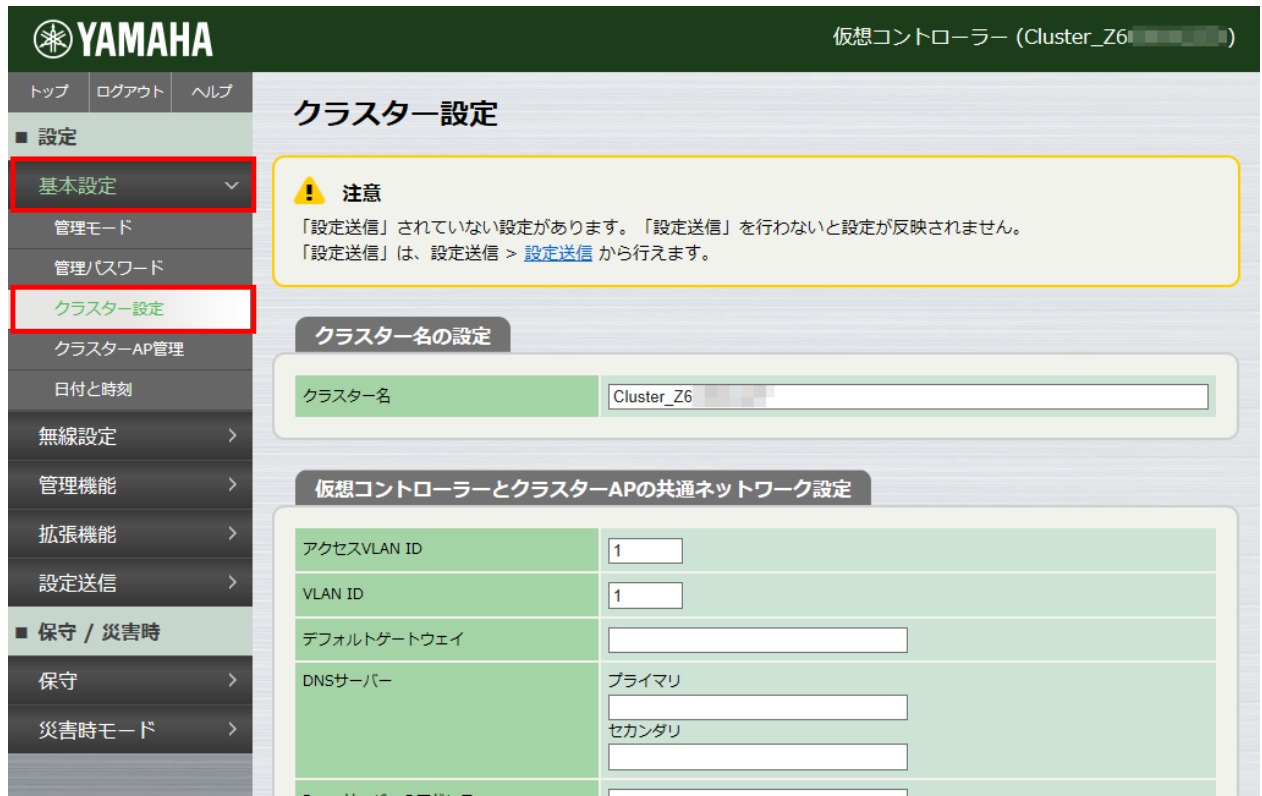 YAMAHA
仮想コントローラー (Cluster_Z6 )
トップ ログアウト ヘルプ
■ 設定
基本設定
管理モード
管理パスワード
クラスター設定
クラスターAP管理
日付と時刻
無線設定
管理機能
拡張機能
設定送信
■ 保守 / 災害時
保守
災害時モード
クラスター設定
注意
「設定送信」されていない設定があります。「設定送信」を行わないと設定が反映されません。
「設定送信」は、設定送信 > 設定送信 から行えます。
クラスター名の設定
クラスター名 Cluster_Z6
仮想コントローラーとクラスターAPの共通ネットワーク設定
アクセスVLAN ID 1
VLAN ID 1
デフォルトゲートウェイ
DNSサーバー プライマリ
セカンダリ